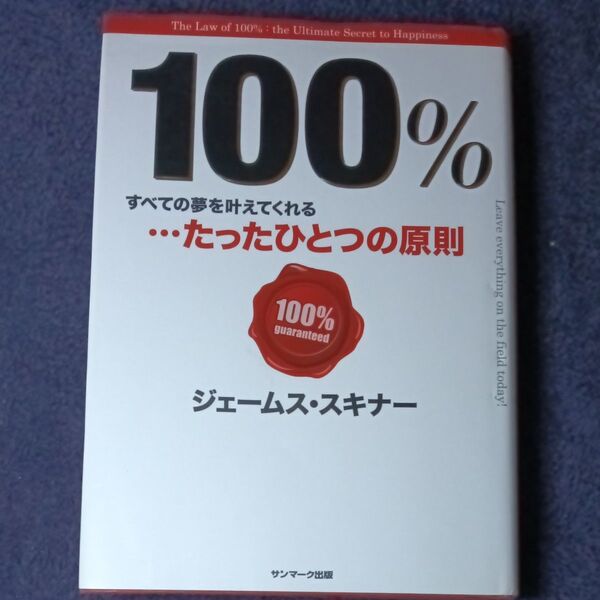 The Law of 100% : the Ultimate Secret to Happiness
100%
すべての夢を叶えてくれる
…たったひとつの原則
Leave everything on the field today!
100%
guaranteed
ジェームス・スキナー
サンマーク出版